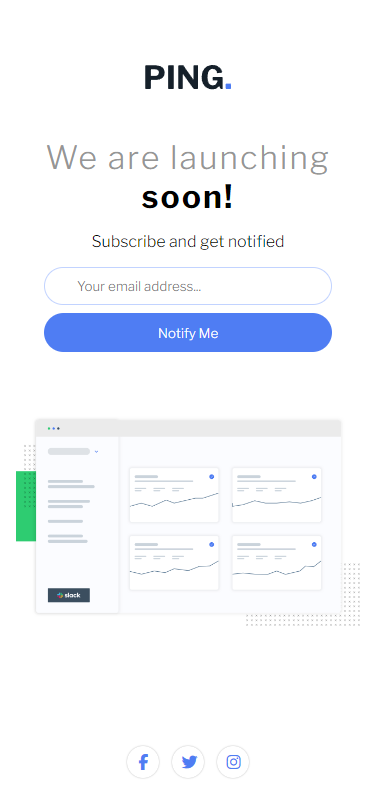 PING.
We are launching
soon!
Subscribe and get notified
Your email address...
Notify Me
slack